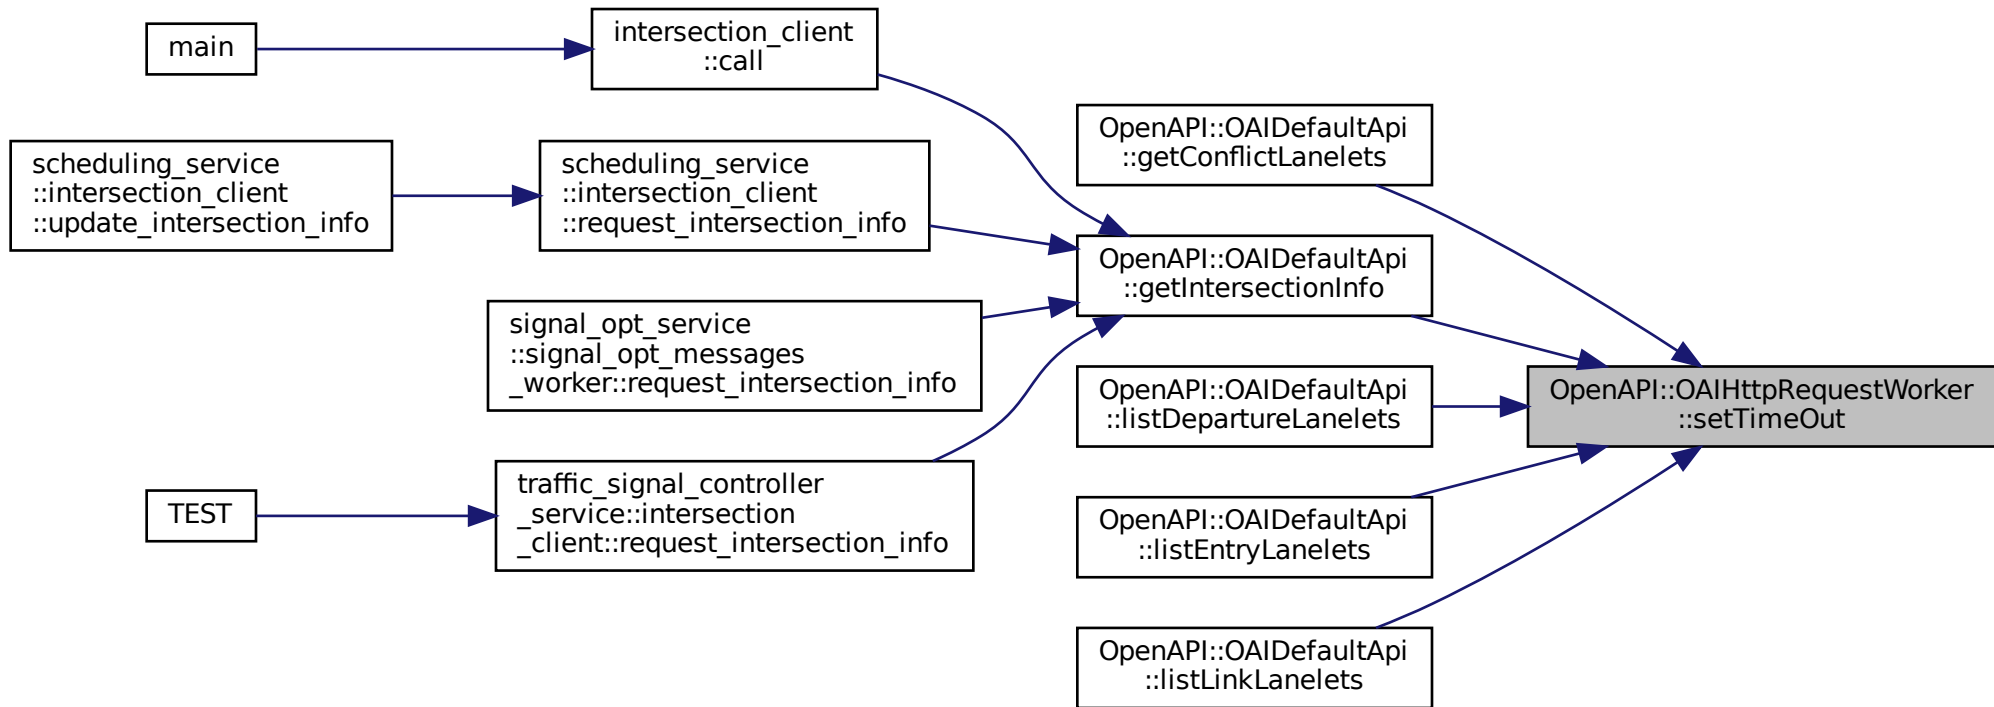 main
intersection_client
::call
scheduling_service
::intersection_client
::update_intersection_info
scheduling_service
::intersection_client
::request_intersection_info
signal_opt_service
::signal_opt_messages
_worker::request_intersection_info
TEST
traffic_signal_controller
_service::intersection
_client::request_intersection_info
OpenAPI::OAIDefaultApi
::getConflictLanelets
OpenAPI::OAIDefaultApi
::getIntersectionInfo
OpenAPI::OAIDefaultApi
::listDepartureLanelets
OpenAPI::OAIDefaultApi
::listEntryLanelets
OpenAPI::OAIDefaultApi
::listLinkLanelets
OpenAPI::OAIHttpRequestWorker
::setTimeOut